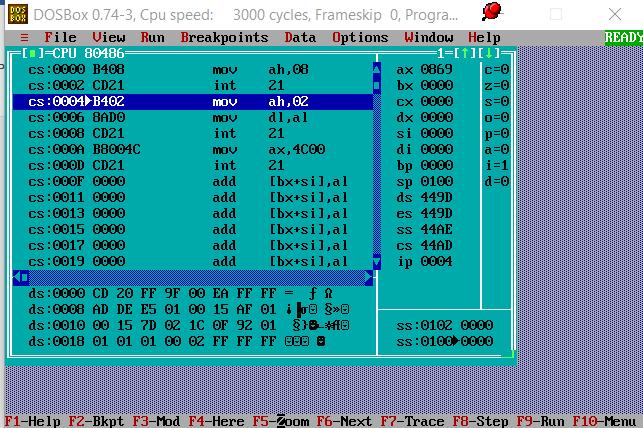 DOSBox 0.74-3, Cpu speed: 3000 cycles, Frameskip 0, Progra...
≡ File View Run Breakpoints Data Options Window Help READY
[■]=CPU 80486 1=[↑][↓]
cs:0000 B408 mov ah,08 ax 0869 c=0
cs:0002 CD21 int 21 bx 0000 z=0
cs:0004►B402 mov ah,02 cx 0000 s=0
cs:0006 8AD0 mov dl,al dx 0000 o=0
cs:0008 CD21 int 21 si 0000 p=0
cs:000A B8004C mov ax,4C00 di 0000 a=0
cs:000D CD21 int 21 bp 0000 i=1
cs:000F 0000 add [bx+si],al sp 0100 d=0
cs:0011 0000 add [bx+si],al ds 449D
cs:0013 0000 add [bx+si],al es 449D
cs:0015 0000 add [bx+si],al ss 44AE
cs:0017 0000 add [bx+si],al cs 44AD
cs:0019 0000 add [bx+si],al ip 0004
ds:0000 CD 20 FF 9F 00 EA FF FF = ƒ Ω
ds:0008 AD DE E5 01 00 15 AF 01
ds:0010 00 15 7D 02 1C 0F 92 01 ss:0102 0000
ds:0018 01 01 01 00 02 FF FF FF ss:0100►0000
F1-Help F2-Bkpt F3-Mod F4-Here F5-Zoom F6-Next F7-Trace F8-Step F9-Run F10-Menu